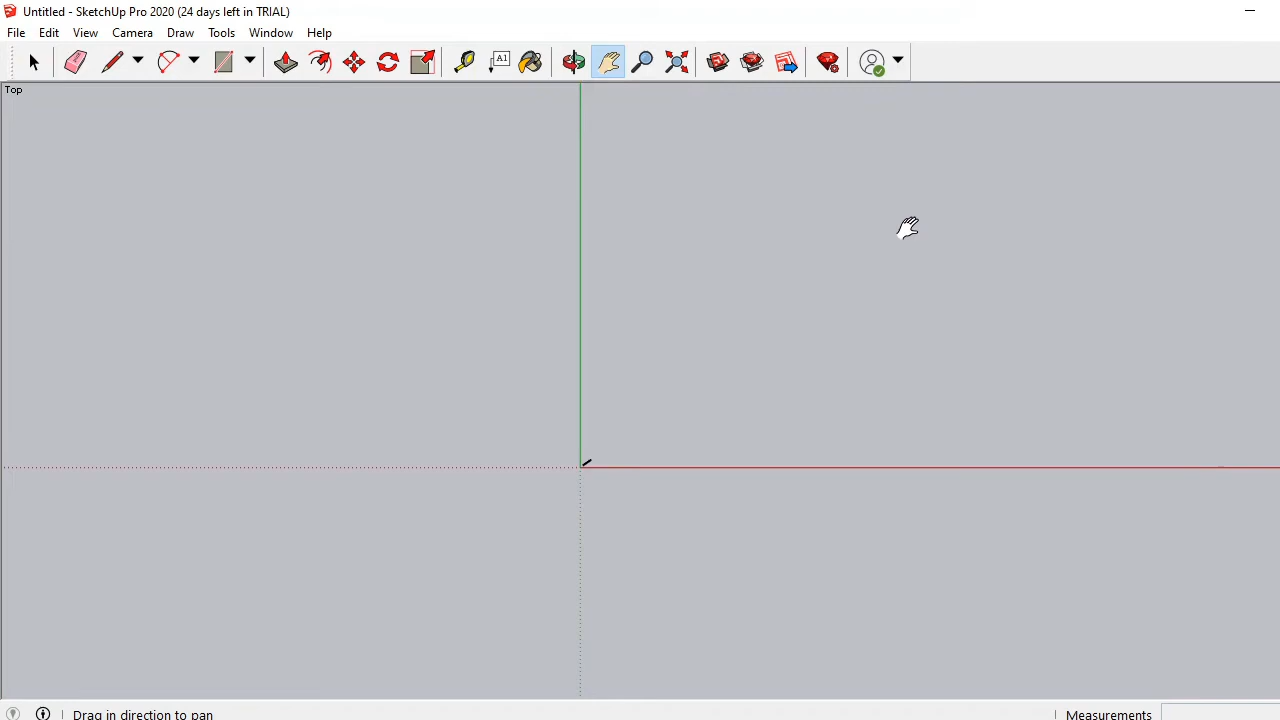 Untitled - SketchUp Pro 2020 (24 days left in TRIAL)
File Edit View Camera Draw Tools Window Help
A1
Top
Drag in direction to pan
Measurements